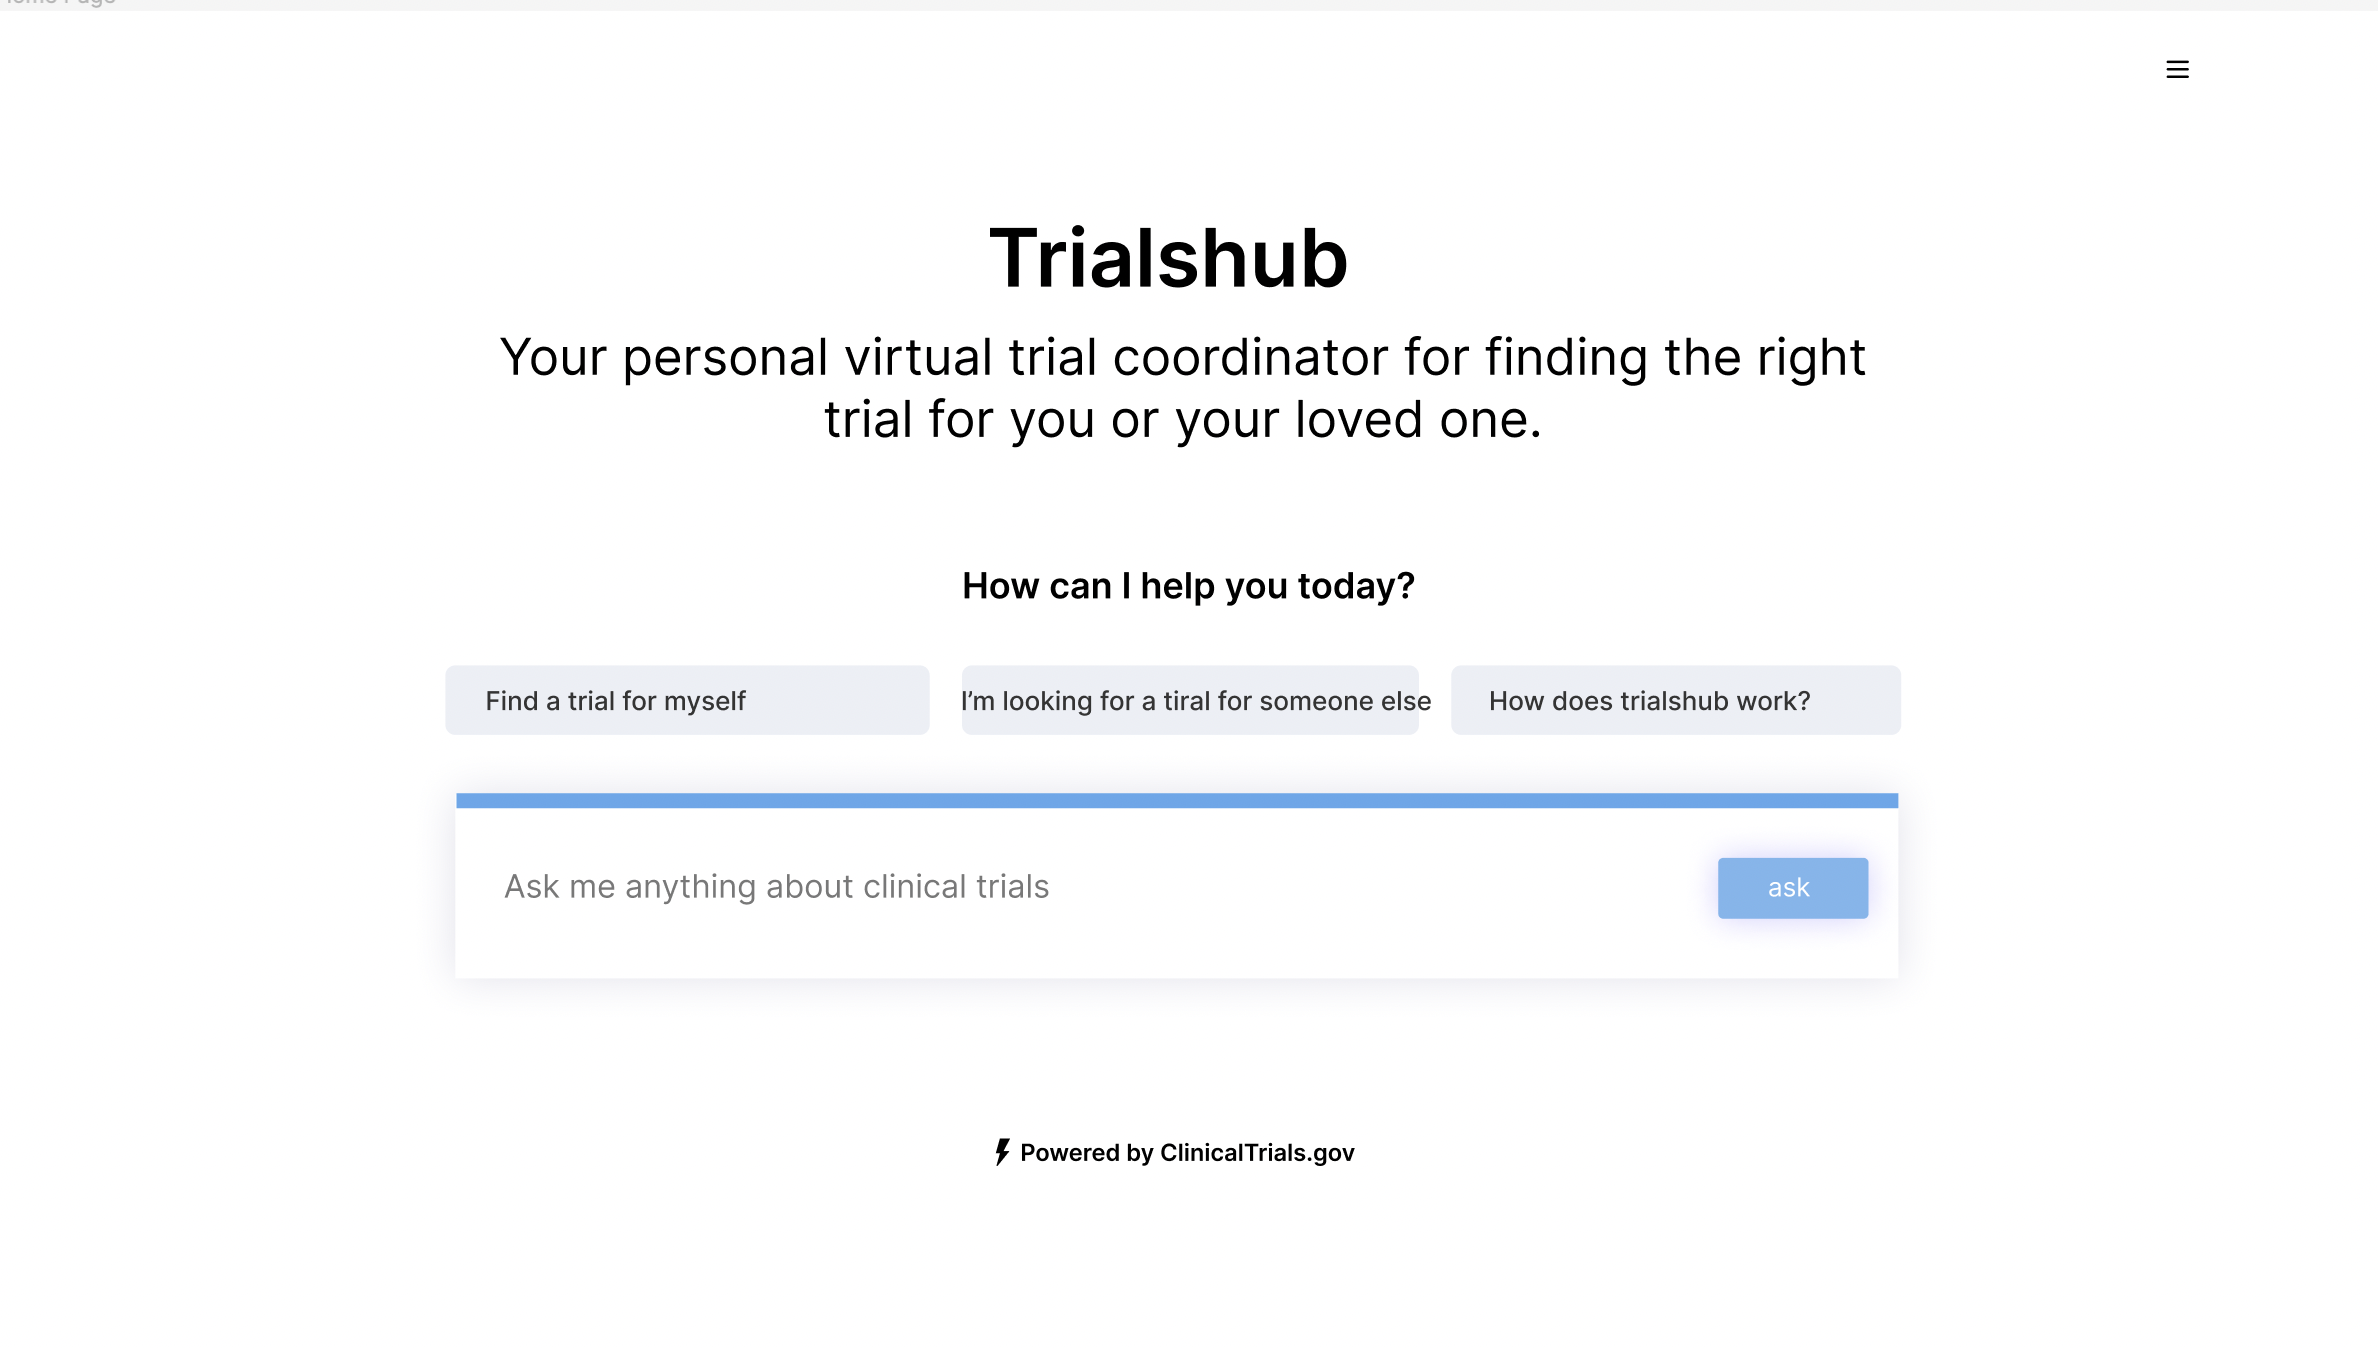 Trialshub
Your personal virtual trial coordinator for finding the right
trial for you or your loved one.
How can I help you today?
Find a trial for myself
I’m looking for a tiral for someone else
How does trialshub work?
Ask me anything about clinical trials
ask
Powered by ClinicalTrials.gov